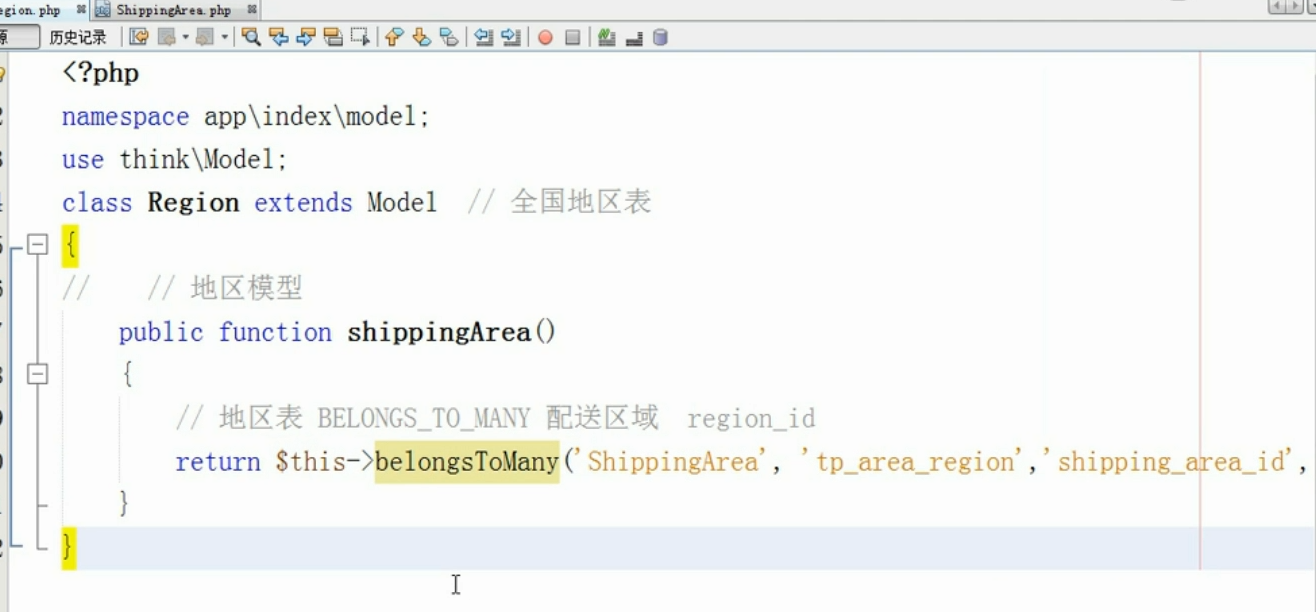 egion.php ShippingArea.php
源 历史记录
<?php
namespace app\index\model;
use think\Model;
class Region extends Model // 全国地区表
{
// // 地区模型
public function shippingArea()
{
// 地区表 BELONGS_TO_MANY 配送区域 region_id
return $this->belongsToMany('ShippingArea', 'tp_area_region','shipping_area_id',
}
}